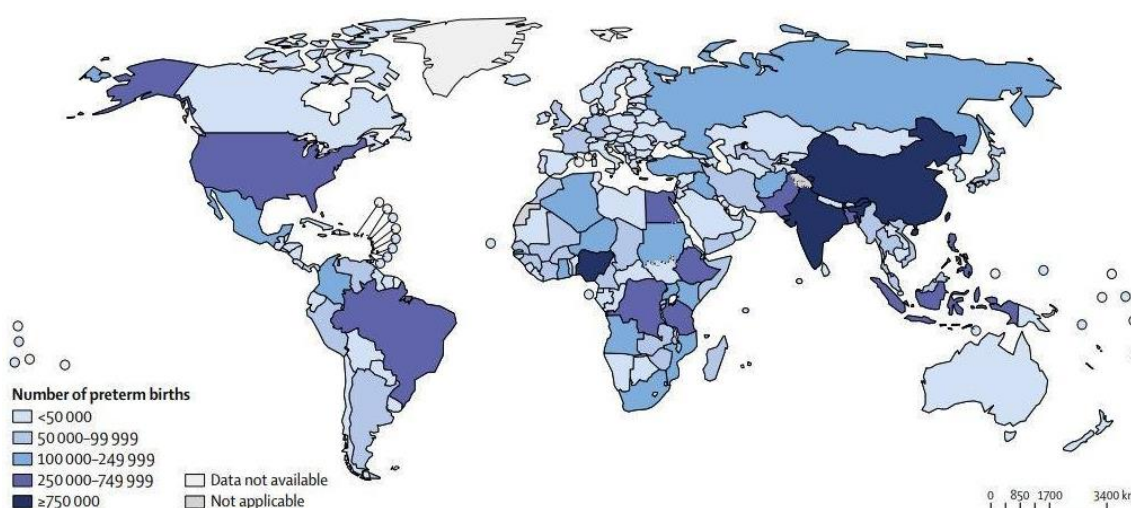 Number of preterm births
<50 000
50 000–99 999
100 000–249 999
250 000–749 999
≥750 000
Data not available
Not applicable
0 850 1700 3400 km